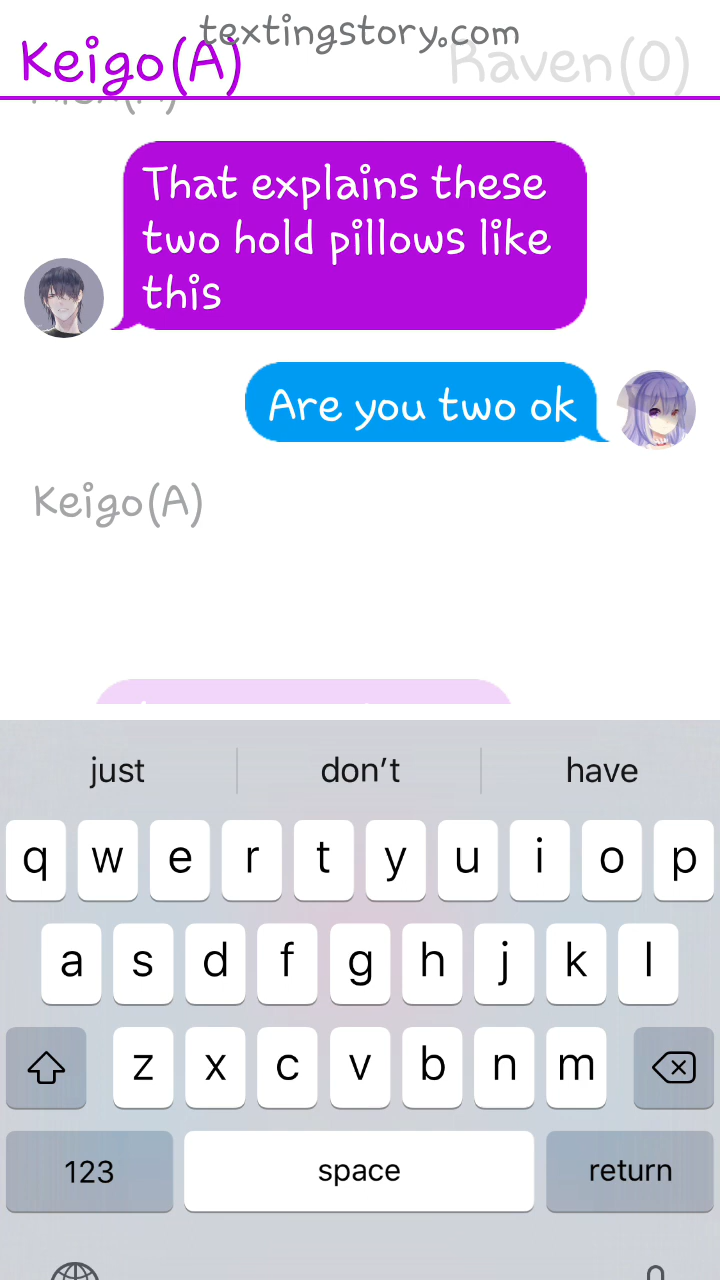 textingstory.com
Keigo(A)
Raven(O)
That explains these
two hold pillows like
this
Are you two ok
Keigo(A)
just
don't
have
q w e r t y u i o p
a s d f g h j k l
z x c v b n m
123
space
return